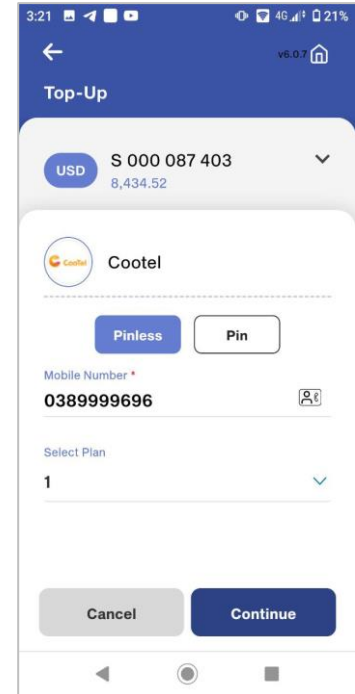 3:21 4G 21%
v6.0.7
Top-Up
USD S 000 087 403
8,434.52
CooTel Cootel
Pinless Pin
Mobile Number *
0389999696
Select Plan
1
Cancel Continue